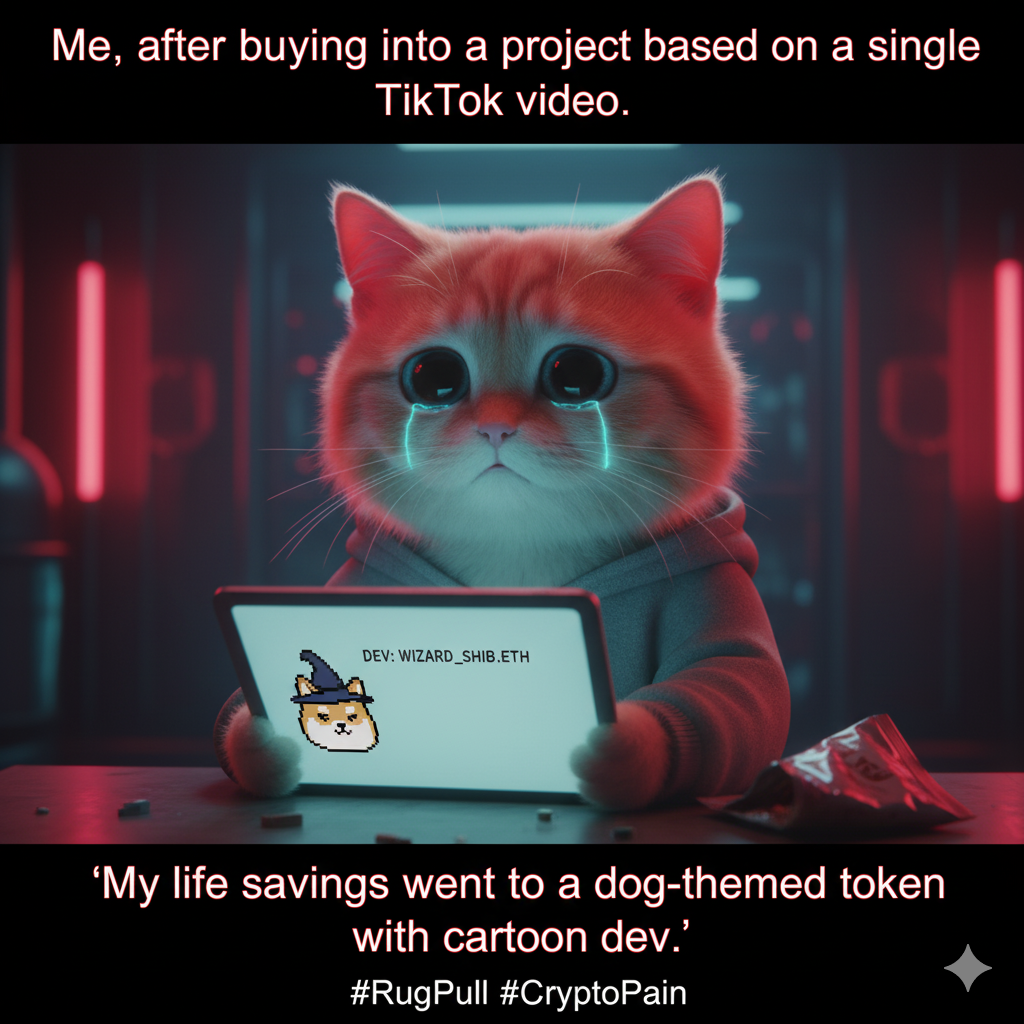 Me, after buying into a project based on a single
TikTok video.
DEV: WIZARD_SHIB.ETH
‘My life savings went to a dog-themed token
with cartoon dev.’
#RugPull #CryptoPain